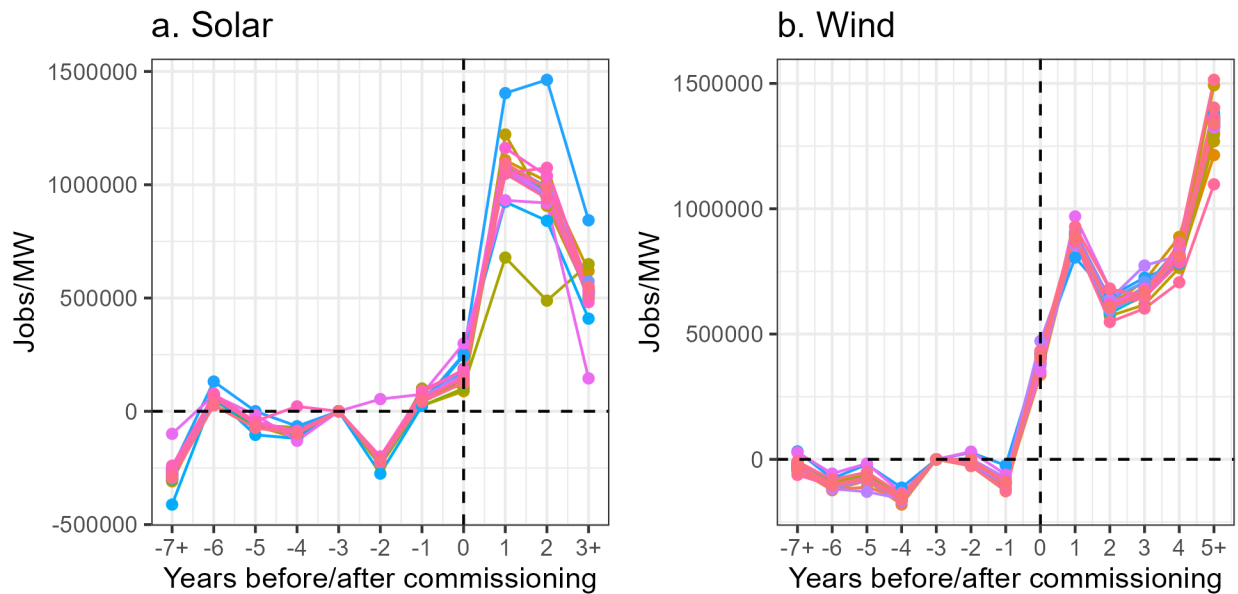 a. Solar
1500000
1000000
500000
0
-5000000
Jobs/MW
-7+ -6 -5 -4 -3 -2 -1 0 1 2 3+
Years before/after commissioning
b. Wind
1500000
1000000
500000
0
Jobs/MW
-7+ -6 -5 -4 -3 -2 -1 0 1 2 3 4 5+
Years before/after commissioning